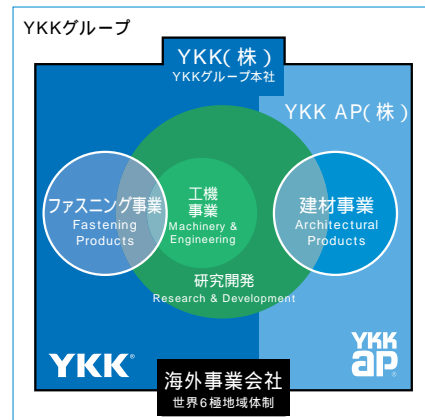 YKKグループ
YKK(株)
YKKグループ本社
YKK AP(株)
ファスニング事業
Fastening
Products
工機
事業
Machinery &
Engineering
建材事業
Architectural
Products
研究開発
Research & Development
YKK®
YKK
ap®
海外事業会社
世界6極地域体制